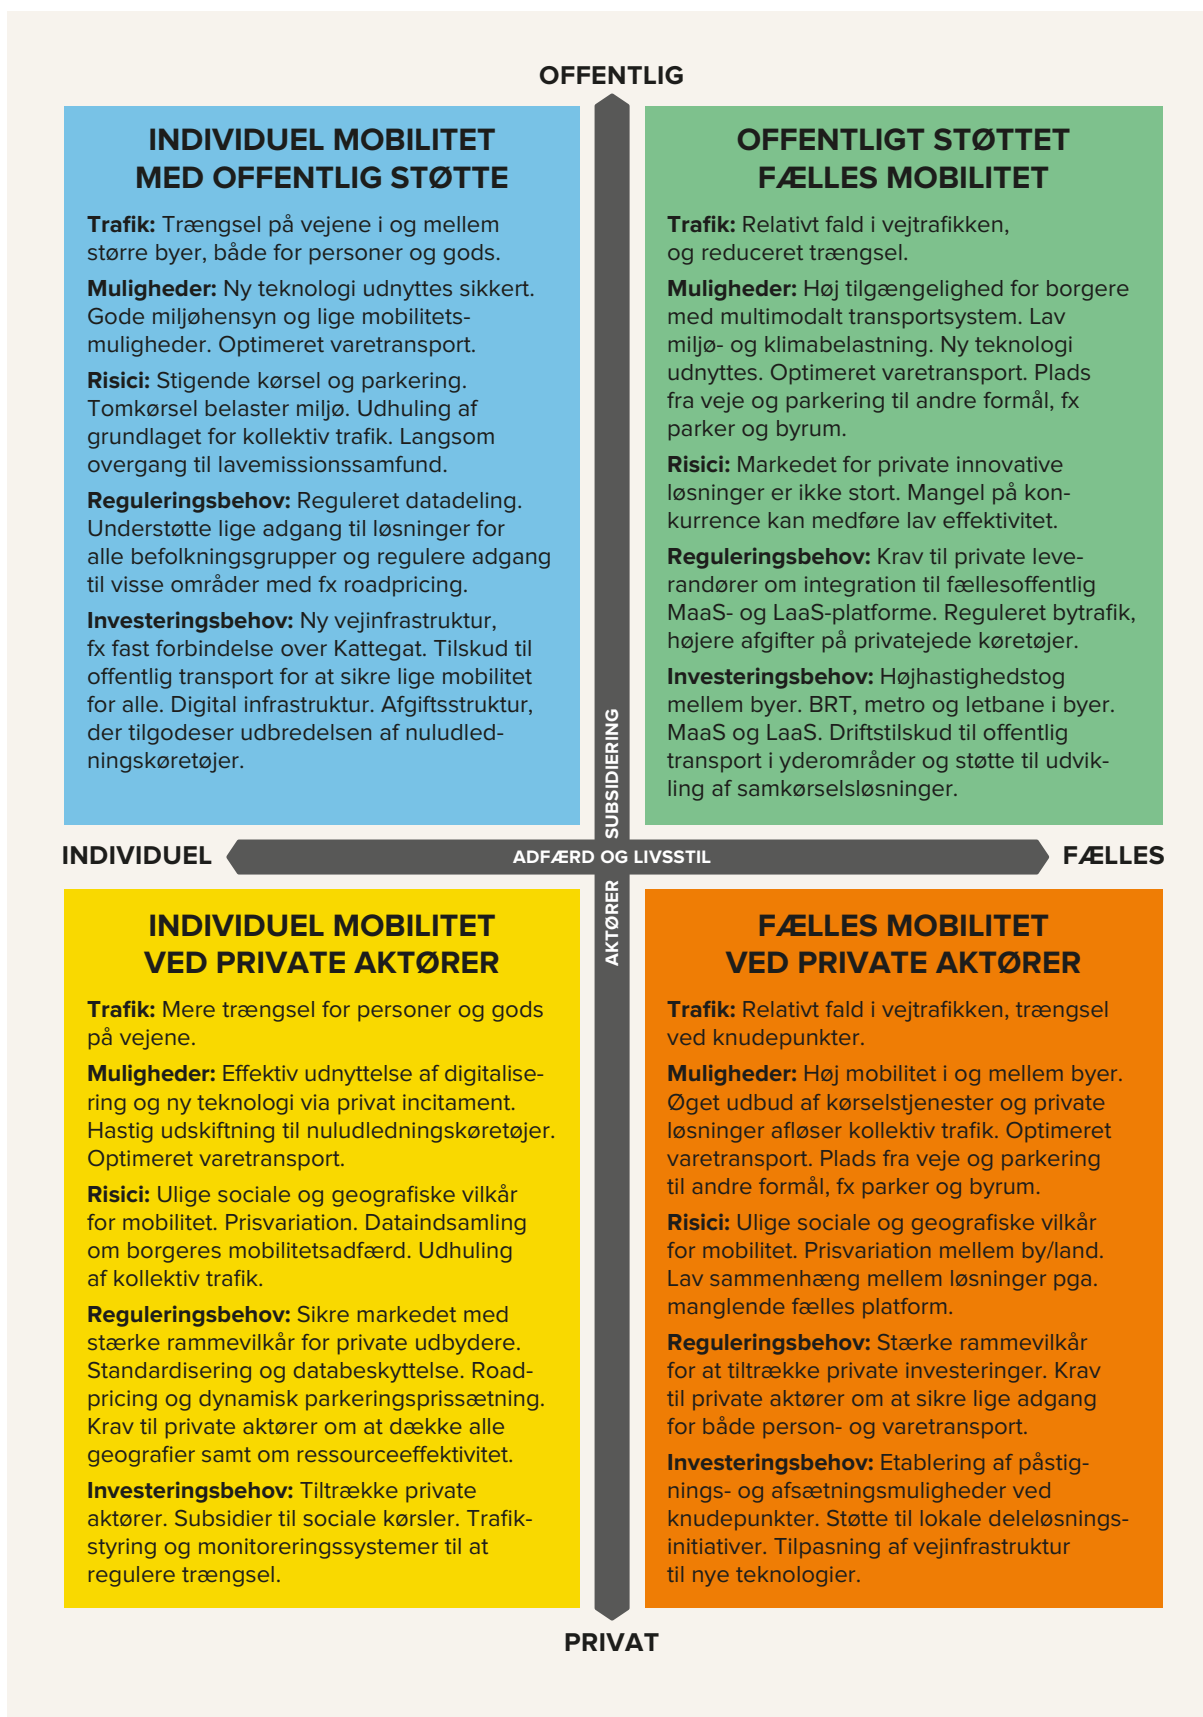 OFFENTLIG
INDIVIDUEL MOBILITET
MED OFFENTLIG STØTTE
Trafik: Trængsel på vejene i og mellem
større byer, både for personer og gods.
Muligheder: Ny teknologi udnyttes sikkert.
Gode miljøhensyn og lige mobilitets-
muligheder. Optimeret varetransport.
Risici: Stigende kørsel og parkering.
Tomkørsel belaster miljø. Udhuling af
grundlaget for kollektiv trafik. Langsom
overgang til lavemissionssamfund.
Reguleringsbehov: Reguleret datadeling.
Understøtte lige adgang til løsninger for
alle befolkningsgrupper og regulere adgang
til visse områder med fx roadpricing.
Investeringsbehov: Ny vejinfrastruktur,
fx fast forbindelse over Kattegat. Tilskud til
offentlig transport for at sikre lige mobilitet
for alle. Digital infrastruktur. Afgiftsstruktur,
der tilgodeser udbredelsen af nuludled-
ningskøretøjer.
OFFENTLIGT STØTTET
FÆLLES MOBILITET
Trafik: Relativt fald i vejtrafikken,
og reduceret trængsel.
Muligheder: Høj tilgængelighed for borgere
med multimodalt transportsystem. Lav
miljø- og klimabelastning. Ny teknologi
udnyttes. Optimeret varetransport. Plads
fra veje og parkering til andre formål, fx
parker og byrum.
Risici: Markedet for private innovative
løsninger er ikke stort. Mangel på kon-
kurrence kan medføre lav effektivitet.
Reguleringsbehov: Krav til private leve-
randører om integration til fællesoffentlig
MaaS- og LaaS-platforme. Reguleret bytrafik,
højere afgifter på privatejede køretøjer.
Investeringsbehov: Højhastighedstog
mellem byer. BRT, metro og letbane i byer.
MaaS og LaaS. Driftstilskud til offentlig
transport i yderområder og støtte til udvik-
ling af samkørselsløsninger.
SUBSIDIERING
INDIVIDUEL
ADFÆRD OG LIVSSTIL
FÆLLES
AKTØRER
INDIVIDUEL MOBILITET
VED PRIVATE AKTØRER
Trafik: Mere trængsel for personer og gods
på vejene.
Muligheder: Effektiv udnyttelse af digitalise-
ring og ny teknologi via privat incitament.
Hastig udskiftning til nuludledningskøretøjer.
Optimeret varetransport.
Risici: Ulige sociale og geografiske vilkår
for mobilitet. Prisvariation. Dataindsamling
om borgeres mobilitetsadfærd. Udhuling
af kollektiv trafik.
Reguleringsbehov: Sikre markedet med
stærke rammevilkår for private udbydere.
Standardisering og databeskyttelse. Road-
pricing og dynamisk parkeringsprissætning.
Krav til private aktører om at dække alle
geografier samt om ressourceeffektivitet.
Investeringsbehov: Tiltrække private
aktører. Subsidier til sociale kørsler. Trafik-
styring og monitoreringssystemer til at
regulere trængsel.
FÆLLES MOBILITET
VED PRIVATE AKTØRER
Trafik: Relativt fald i vejtrafikken, trængsel
ved knudepunkter.
Muligheder: Høj mobilitet i og mellem byer.
Øget udbud af kørselstjenester og private
løsninger afløser kollektiv trafik. Optimeret
varetransport. Plads fra veje og parkering
til andre formål, fx parker og byrum.
Risici: Ulige sociale og geografiske vilkår
for mobilitet. Prisvariation mellem by/land.
Lav sammenhæng mellem løsninger pga.
manglende fælles platform.
Reguleringsbehov: Stærke rammevilkår
for at tiltrække private investeringer. Krav
til private aktører om at sikre lige adgang
for både person- og varetransport.
Investeringsbehov: Etablering af påstig-
nings- og afsætningsmuligheder ved
knudepunkter. Støtte til lokale deleløsnings-
initiativer. Tilpasning af vejinfrastruktur
til nye teknologier.
PRIVAT